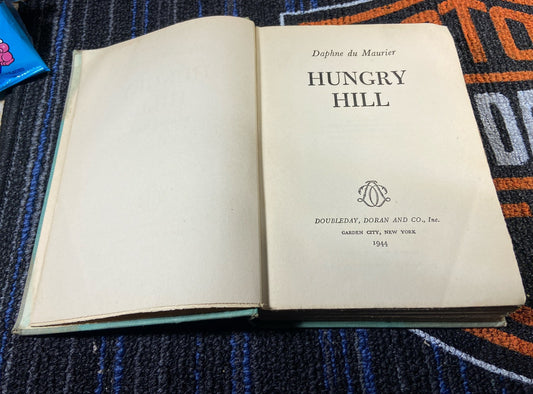 Daphne du Maurier
HUNGRY
HILL
DOUBLEDAY, DORAN AND CO., Inc.
GARDEN CITY, NEW YORK
1944